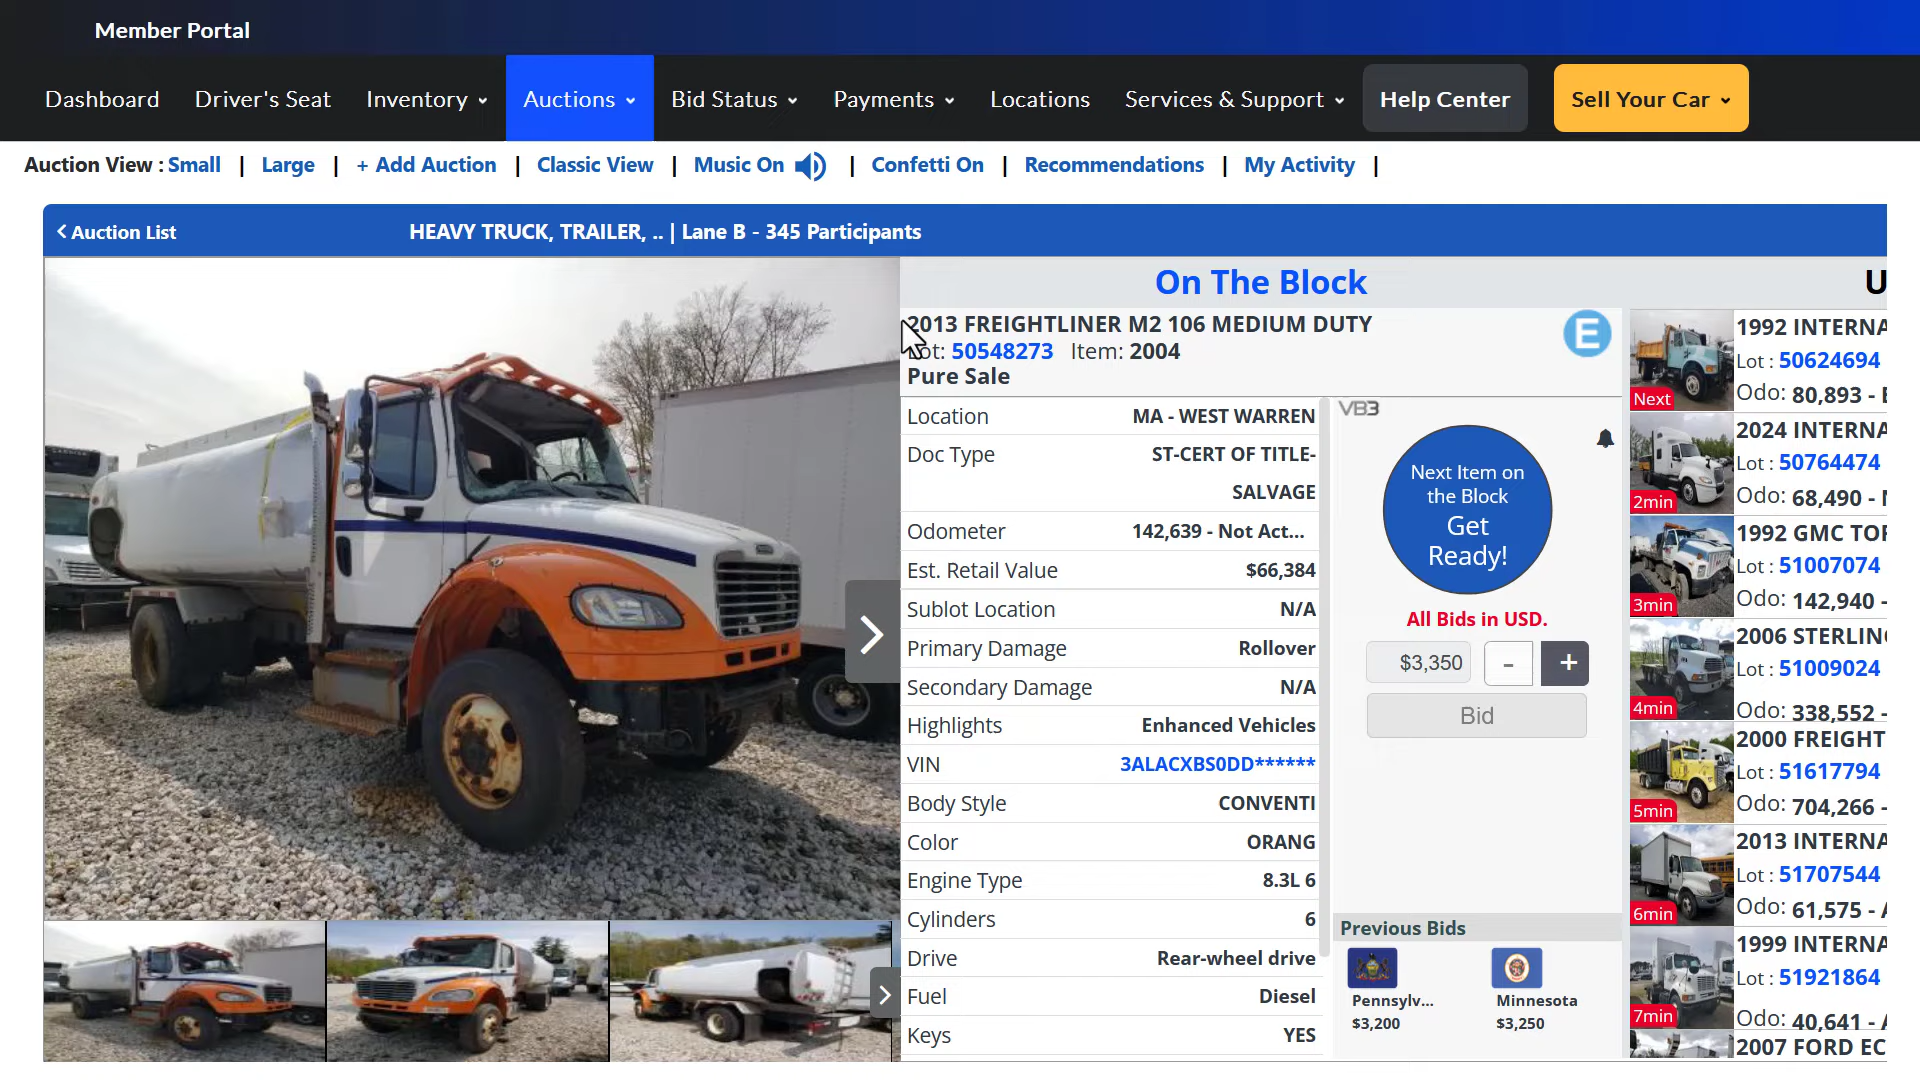 Member Portal
Dashboard Driver's Seat Inventory Auctions Bid Status Payments Locations Services & Support Help Center Sell Your Car
Auction View : Small | Large | + Add Auction | Classic View | Music On | Confetti On | Recommendations | My Activity |
Auction List HEAVY TRUCK, TRAILER, .. | Lane B - 345 Participants
On The Block
2013 FREIGHTLINER M2 106 MEDIUM DUTY
Lot: 50548273 Item: 2004
Pure Sale
E
Location MA - WEST WARREN
Doc Type ST-CERT OF TITLE-
SALVAGE
Odometer 142,639 - Not Act...
Est. Retail Value $66,384
Sublot Location N/A
Primary Damage Rollover
Secondary Damage N/A
Highlights Enhanced Vehicles
VIN 3ALACXBS0DD******
Body Style CONVENTI
Color ORANG
Engine Type 8.3L 6
Cylinders 6
Drive Rear-wheel drive
Fuel Diesel
Keys YES
VB3
Next Item on
the Block
Get
Ready!
All Bids in USD.
$3,350 - +
Bid
Previous Bids
Pennsylv... Minnesota
$3,200 $3,250
U
1992 INTERNA
Lot : 50624694
Next Odo: 80,893 - E
2024 INTERNA
Lot : 50764474
2min Odo: 68,490 - N
1992 GMC TOP
Lot : 51007074
3min Odo: 142,940 -
2006 STERLING
Lot : 51009024
4min Odo: 338,552 -
2000 FREIGHT
Lot : 51617794
5min Odo: 704,266 -
2013 INTERNA
Lot : 51707544
6min Odo: 61,575 - A
1999 INTERNA
Lot : 51921864
7min Odo: 40,641 - A
2007 FORD EC